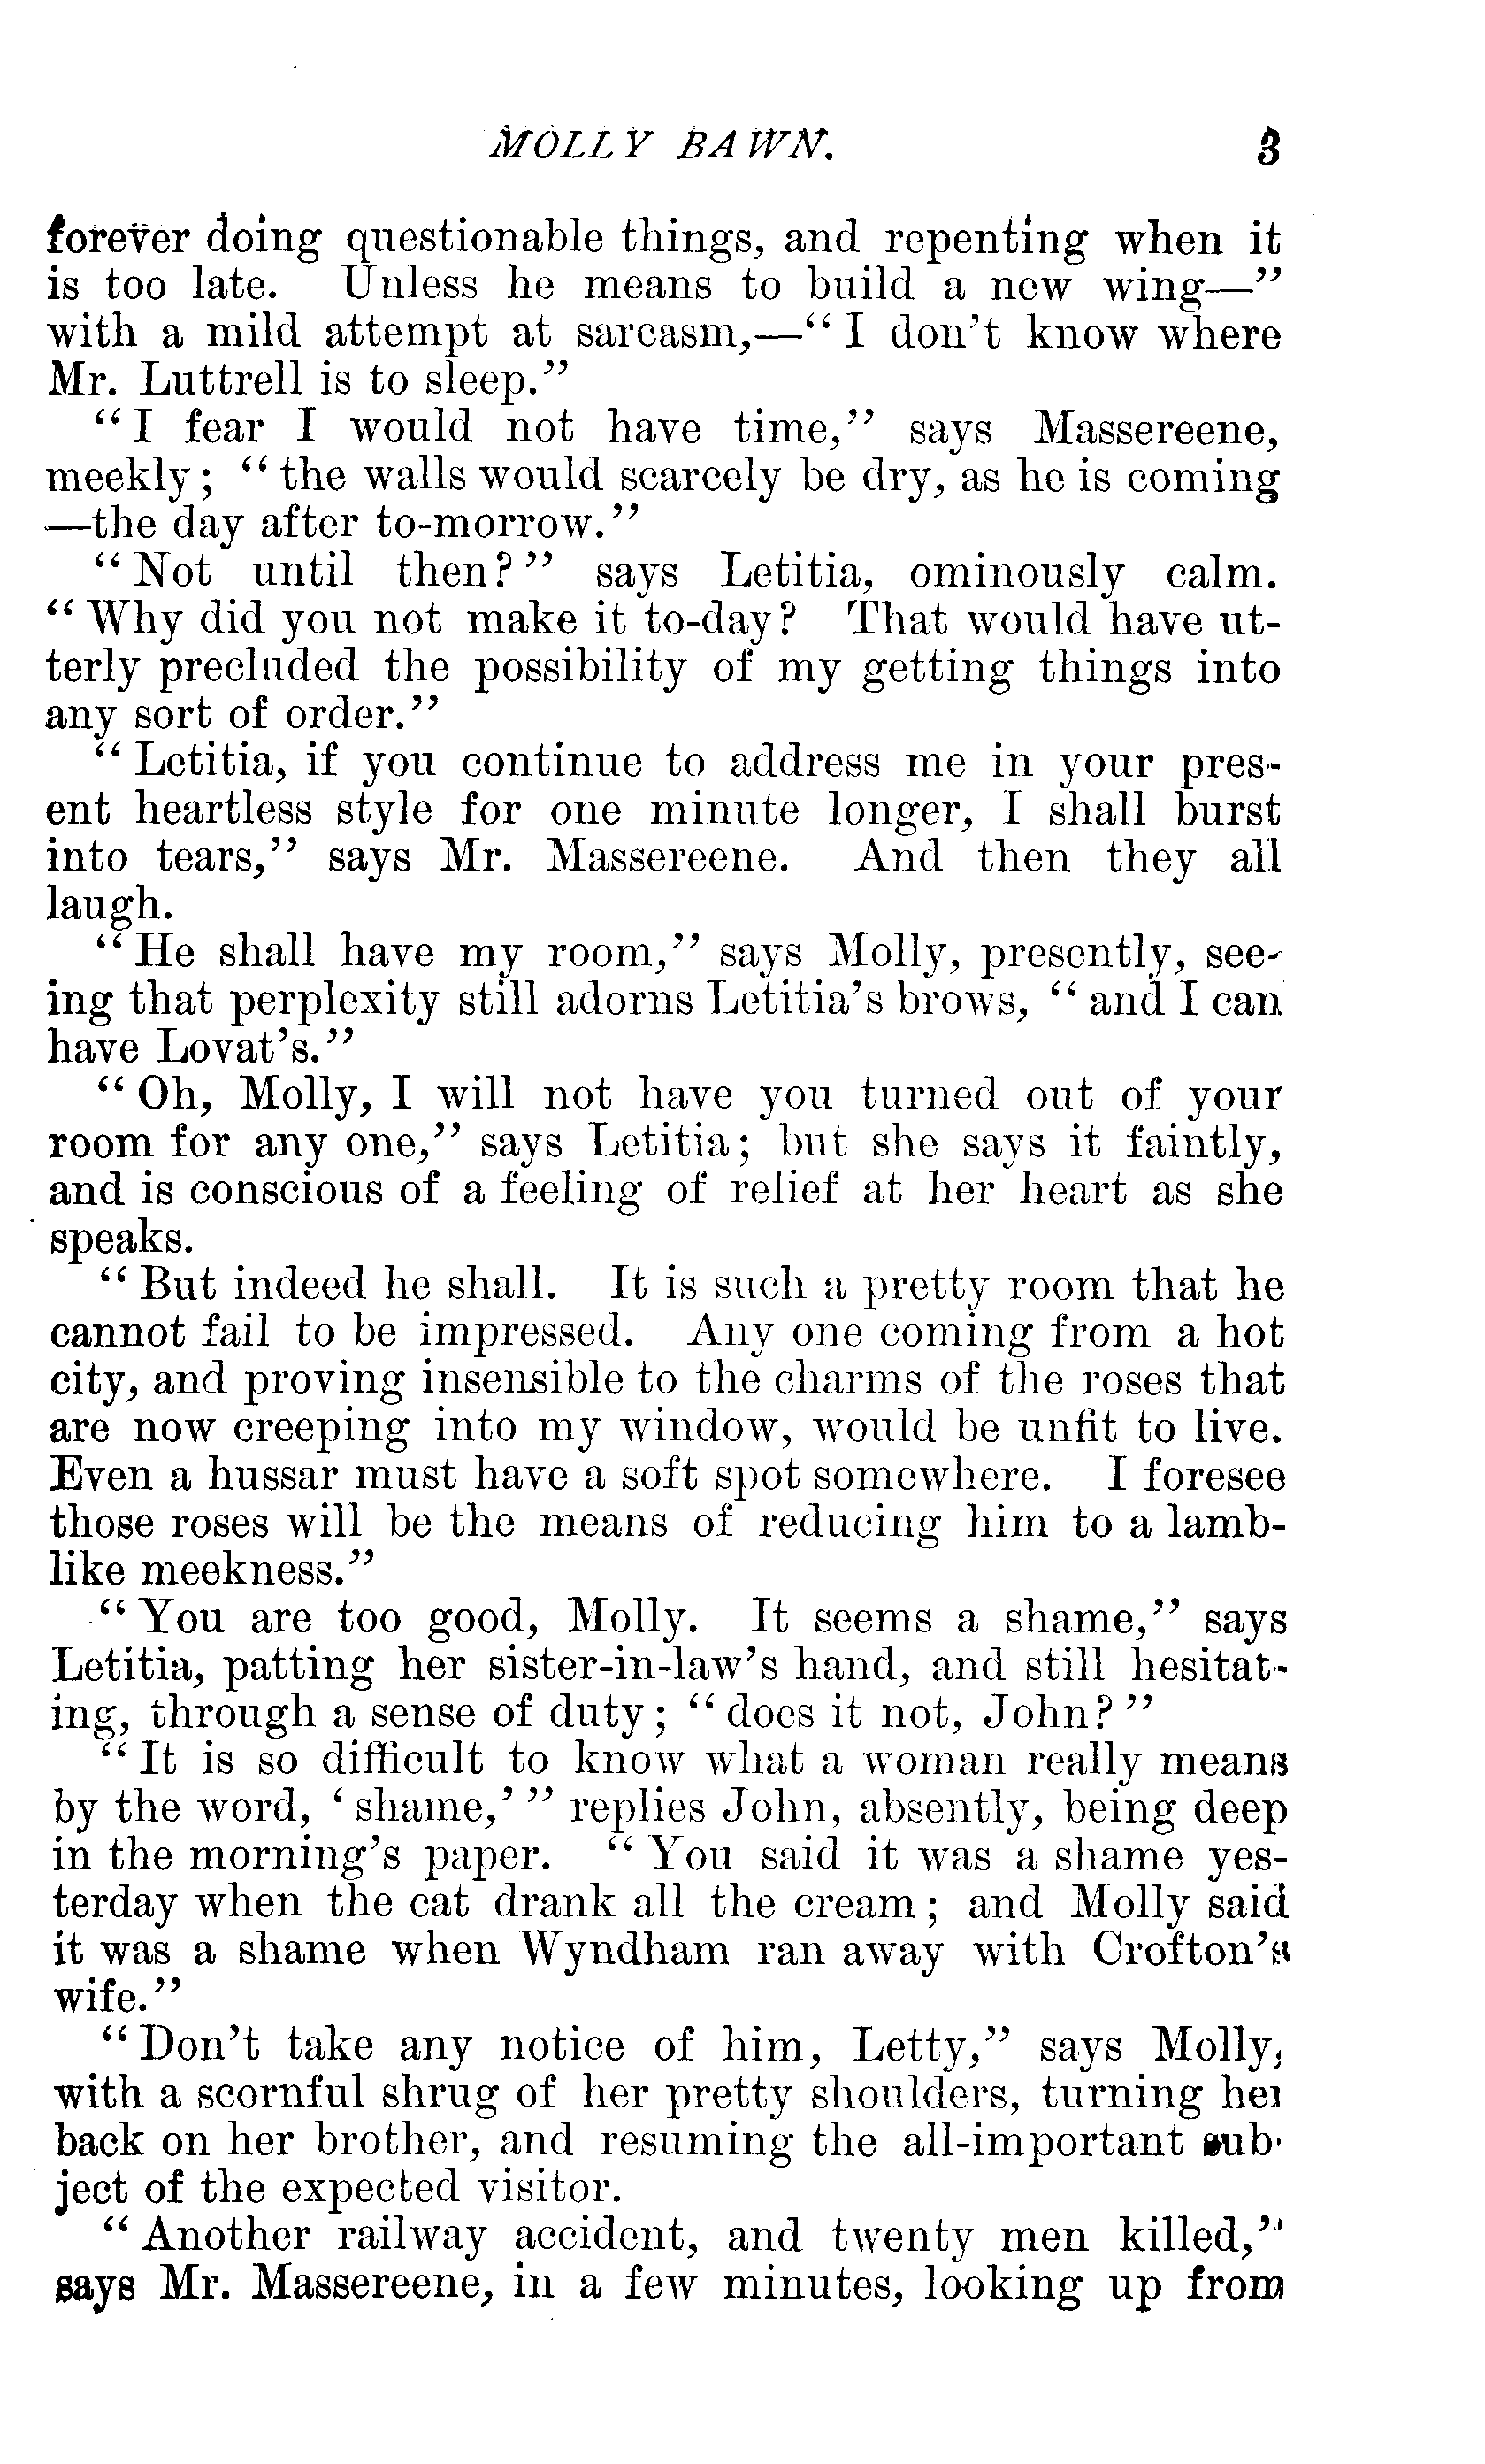 MOLLY BAWN. 3
forever doing questionable things, and repenting when it
is too late. Unless he means to build a new wing—”
with a mild attempt at sarcasm,—“I don’t know where
Mr. Luttrell is to sleep.”
“I fear I would not have time,” says Massereene,
meekly; “the walls would scarcely be dry, as he is coming
—the day after to-morrow.”
“Not until then?” says Letitia, ominously calm.
“Why did you not make it to-day? That would have ut-
terly precluded the possibility of my getting things into
any sort of order.”
“Letitia, if you continue to address me in your pres-
ent heartless style for one minute longer, I shall burst
into tears,” says Mr. Massereene. And then they all
laugh.
“He shall have my room,” says Molly, presently, see-
ing that perplexity still adorns Letitia’s brows, “and I can
have Lovat’s.”
“Oh, Molly, I will not have you turned out of your
room for any one,” says Letitia; but she says it faintly,
and is conscious of a feeling of relief at her heart as she
speaks.
“But indeed he shall. It is such a pretty room that he
cannot fail to be impressed. Any one coming from a hot
city, and proving insensible to the charms of the roses that
are now creeping into my window, would be unfit to live.
Even a hussar must have a soft spot somewhere. I foresee
those roses will be the means of reducing him to a lamb-
like meekness.”
“You are too good, Molly. It seems a shame,” says
Letitia, patting her sister-in-law’s hand, and still hesitat-
ing, through a sense of duty; “does it not, John?”
“It is so difficult to know what a woman really means
by the word, ‘shame,’” replies John, absently, being deep
in the morning’s paper. “You said it was a shame yes-
terday when the cat drank all the cream; and Molly said
it was a shame when Wyndham ran away with Crofton’s
wife.”
“Don’t take any notice of him, Letty,” says Molly,
with a scornful shrug of her pretty shoulders, turning her
back on her brother, and resuming the all-important sub-
ject of the expected visitor.
“Another railway accident, and twenty men killed,”
says Mr. Massereene, in a few minutes, looking up from